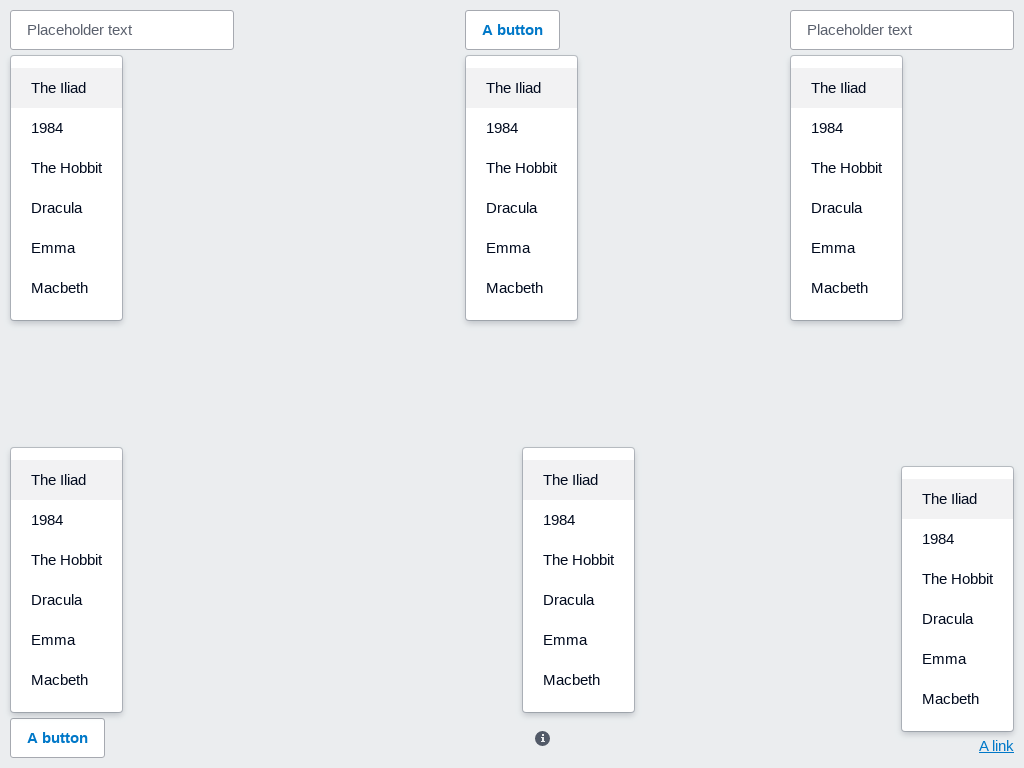 Placeholder text
The Iliad
1984
The Hobbit
Dracula
Emma
Macbeth
A button
The Iliad
1984
The Hobbit
Dracula
Emma
Macbeth
Placeholder text
The Iliad
1984
The Hobbit
Dracula
Emma
Macbeth
The Iliad
1984
The Hobbit
Dracula
Emma
Macbeth
A button
The Iliad
1984
The Hobbit
Dracula
Emma
Macbeth
The Iliad
1984
The Hobbit
Dracula
Emma
Macbeth
A link